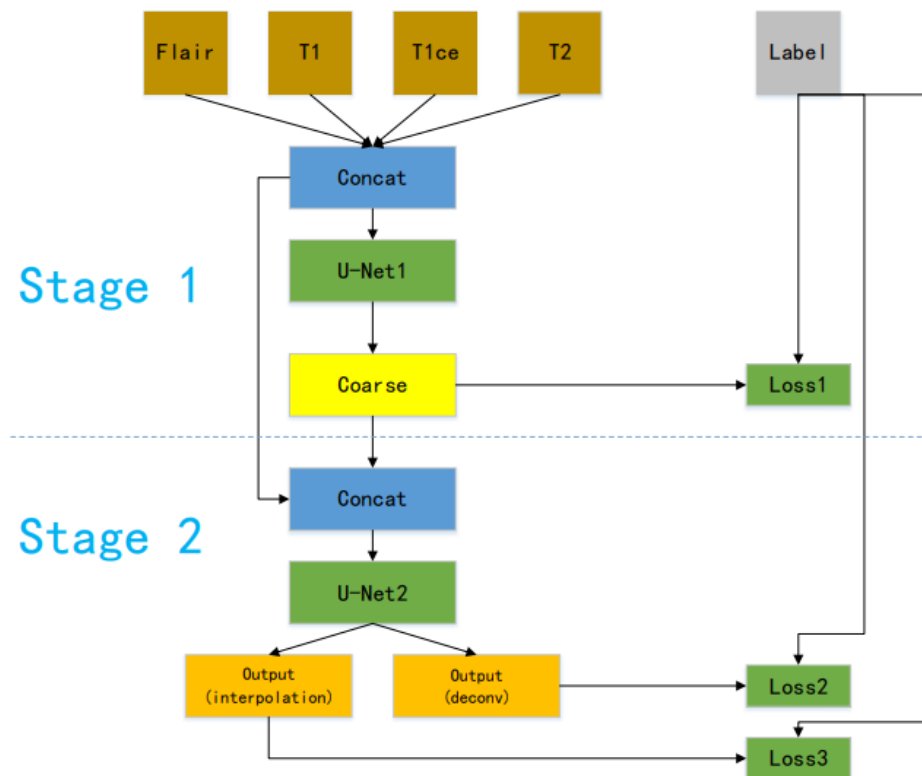 Flair
T1
T1ce
T2
Label
Concat
U-Net1
Stage 1
Coarse
Loss1
Concat
Stage 2
U-Net2
Output
(interpolation)
Output
(deconv)
Loss2
Loss3